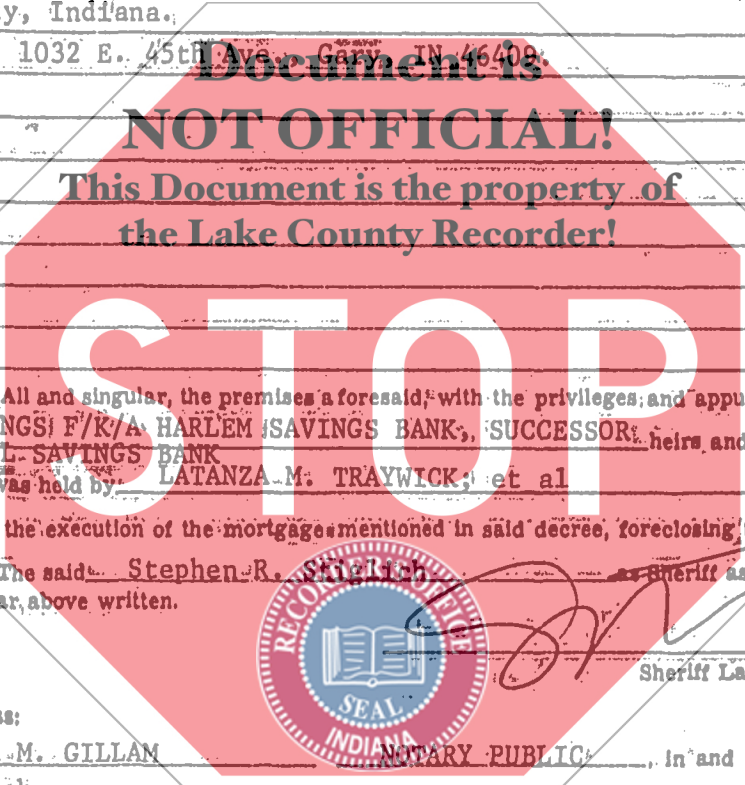 y, Indiana.
1032 E. 45th Ave., Gary, IN 46409.
Document is
NOT OFFICIAL!
This Document is the property of
the Lake County Recorder!
STOP
All and singular, the premises aforesaid, with the privileges and appu
NGS F/K/A HARLEM SAVINGS BANK, SUCCESSOR heirs and
L SAVINGS BANK
was held by LATANZA M. TRAYWICK, et al
the execution of the mortgage mentioned in said decree, foreclosing
The said Stephen R. Stiglich as Sheriff as
ar above written.
RECORDER'S OFFICE
SEAL
INDIANA
Sheriff La
ss:
M. GILLAM NOTARY PUBLIC, in and